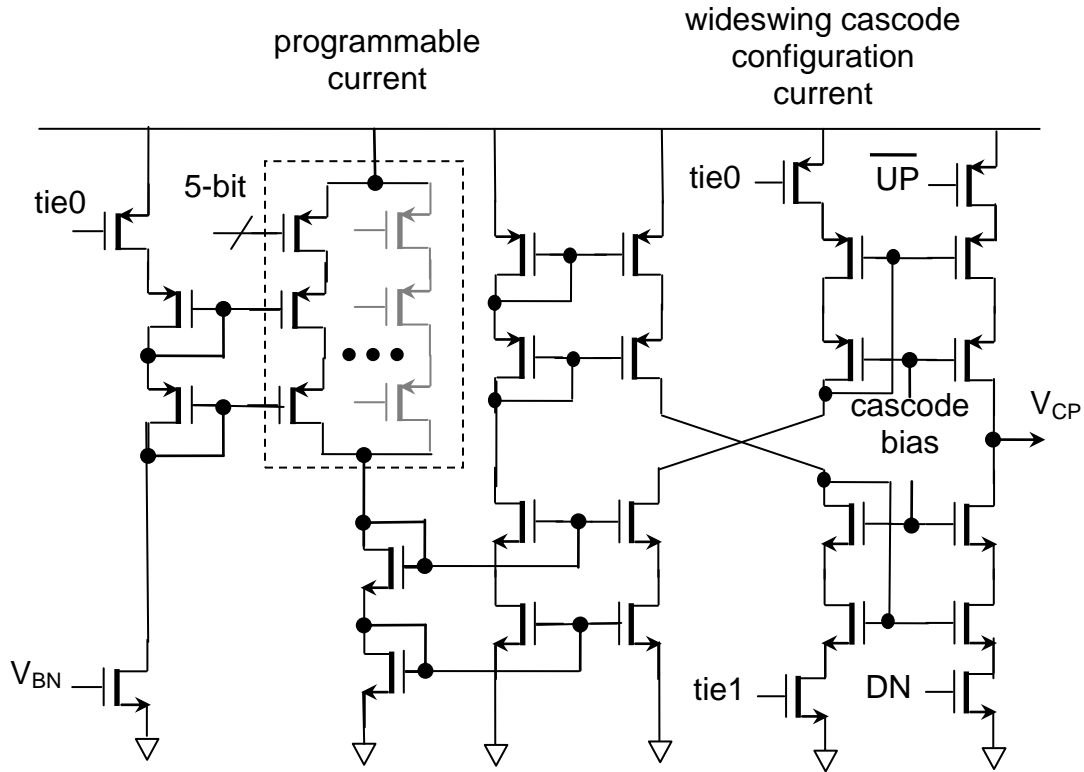 programmable
current
wideswing cascode
configuration
current
5-bit
tie0
tie0
UP
cascode
bias
V_CP
V_BN
tie1
DN